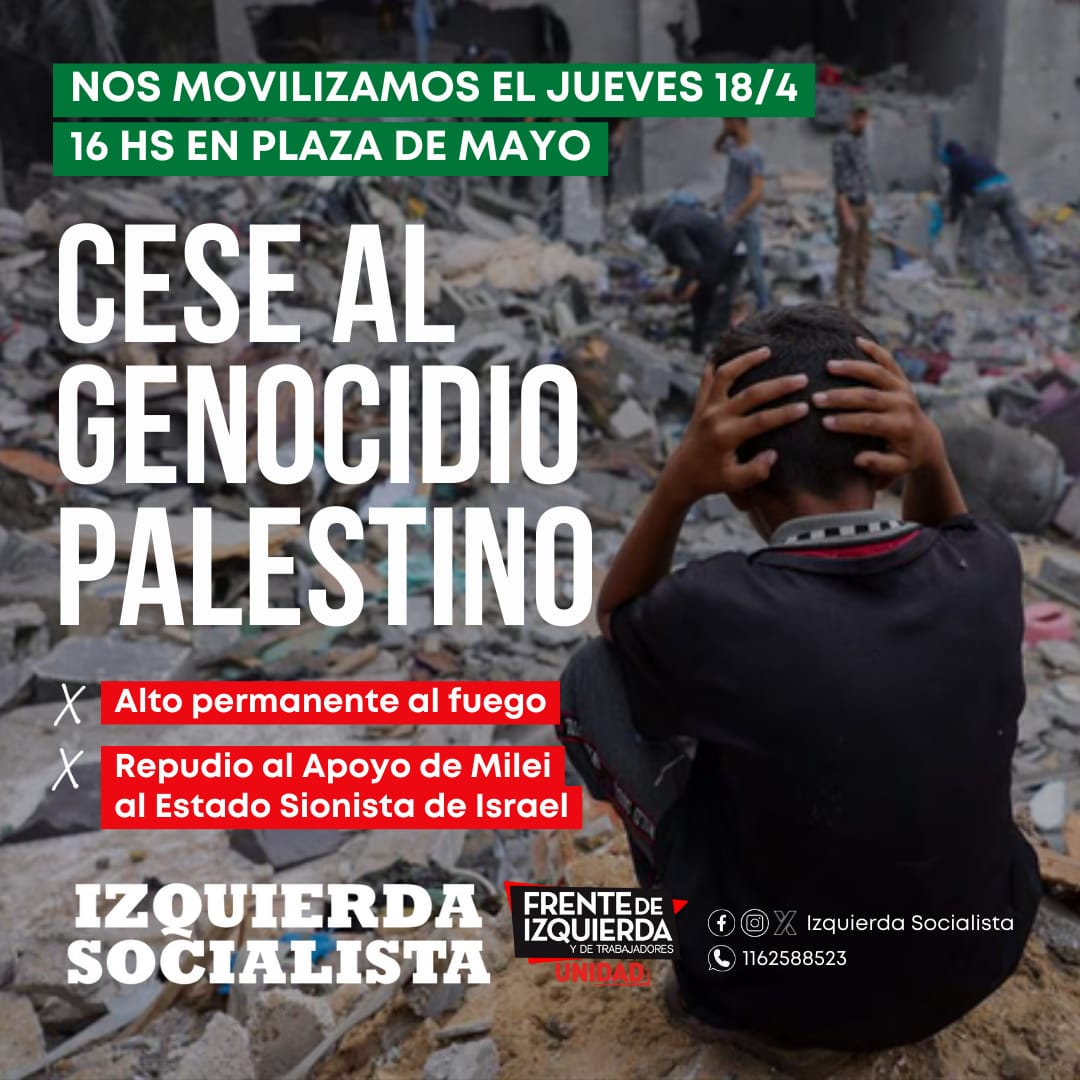 NOS MOVILIZAMOS EL JUEVES 18/4
16 HS EN PLAZA DE MAYO
CESE AL
GENOCIDIO
PALESTINO
X Alto permanente al fuego
X Repudio al Apoyo de Milei
al Estado Sionista de Israel
IZQUIERDA
SOCIALISTA
FRENTE DE
IZQUIERDA
Y DE TRABAJADORES
UNIDAD
Izquierda Socialista
1162588523